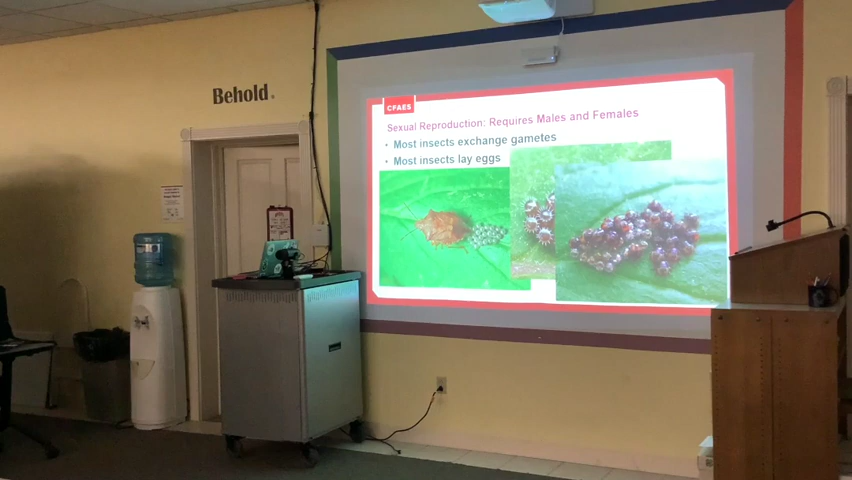 Behold.
CFAES
Sexual Reproduction: Requires Males and Females
• Most insects exchange gametes
• Most insects lay eggs